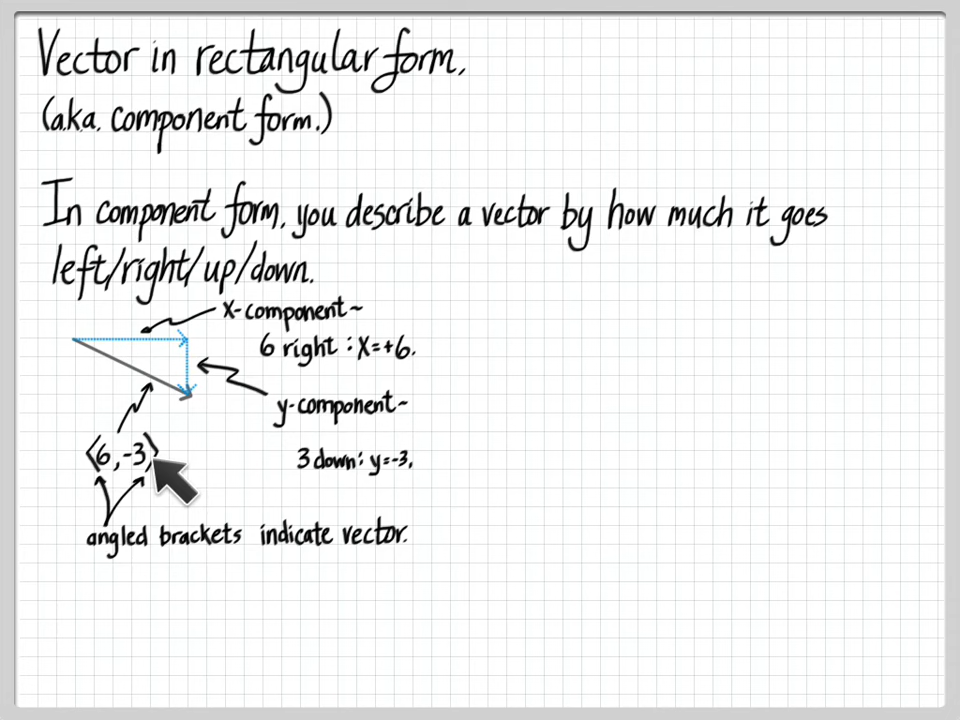 Vector in rectangular form.
(a.k.a. component form.)
In component form, you describe a vector by how much it goes
left/right/up/down.
x-component~
6 right : x=+6.
y-component~
3 down: y=-3.
⟨6,-3⟩
angled brackets indicate vector.